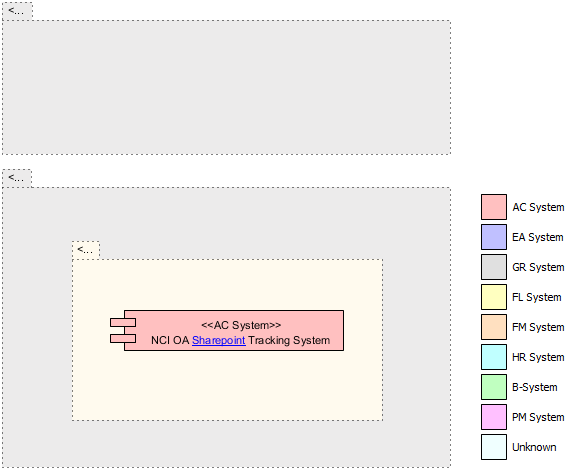 <...
<...
<...
<<AC System>>
NCI OA Sharepoint Tracking System
AC System
EA System
GR System
FL System
FM System
HR System
B-System
PM System
Unknown